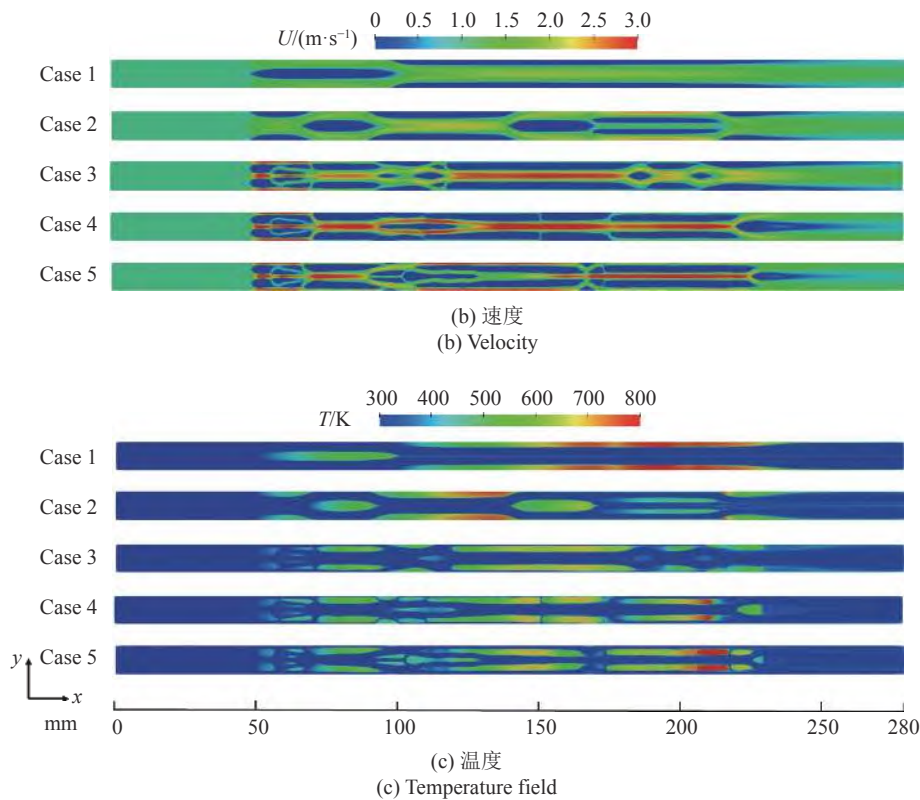 U/(m·s⁻¹) 0 0.5 1.0 1.5 2.0 2.5 3.0
Case 1
Case 2
Case 3
Case 4
Case 5
(b) 速度
(b) Velocity
300 400 500 600 700 800
T/K
Case 1
Case 2
Case 3
Case 4
Case 5
y
x
mm
0 50 100 150 200 250 280
(c) 温度
(c) Temperature field